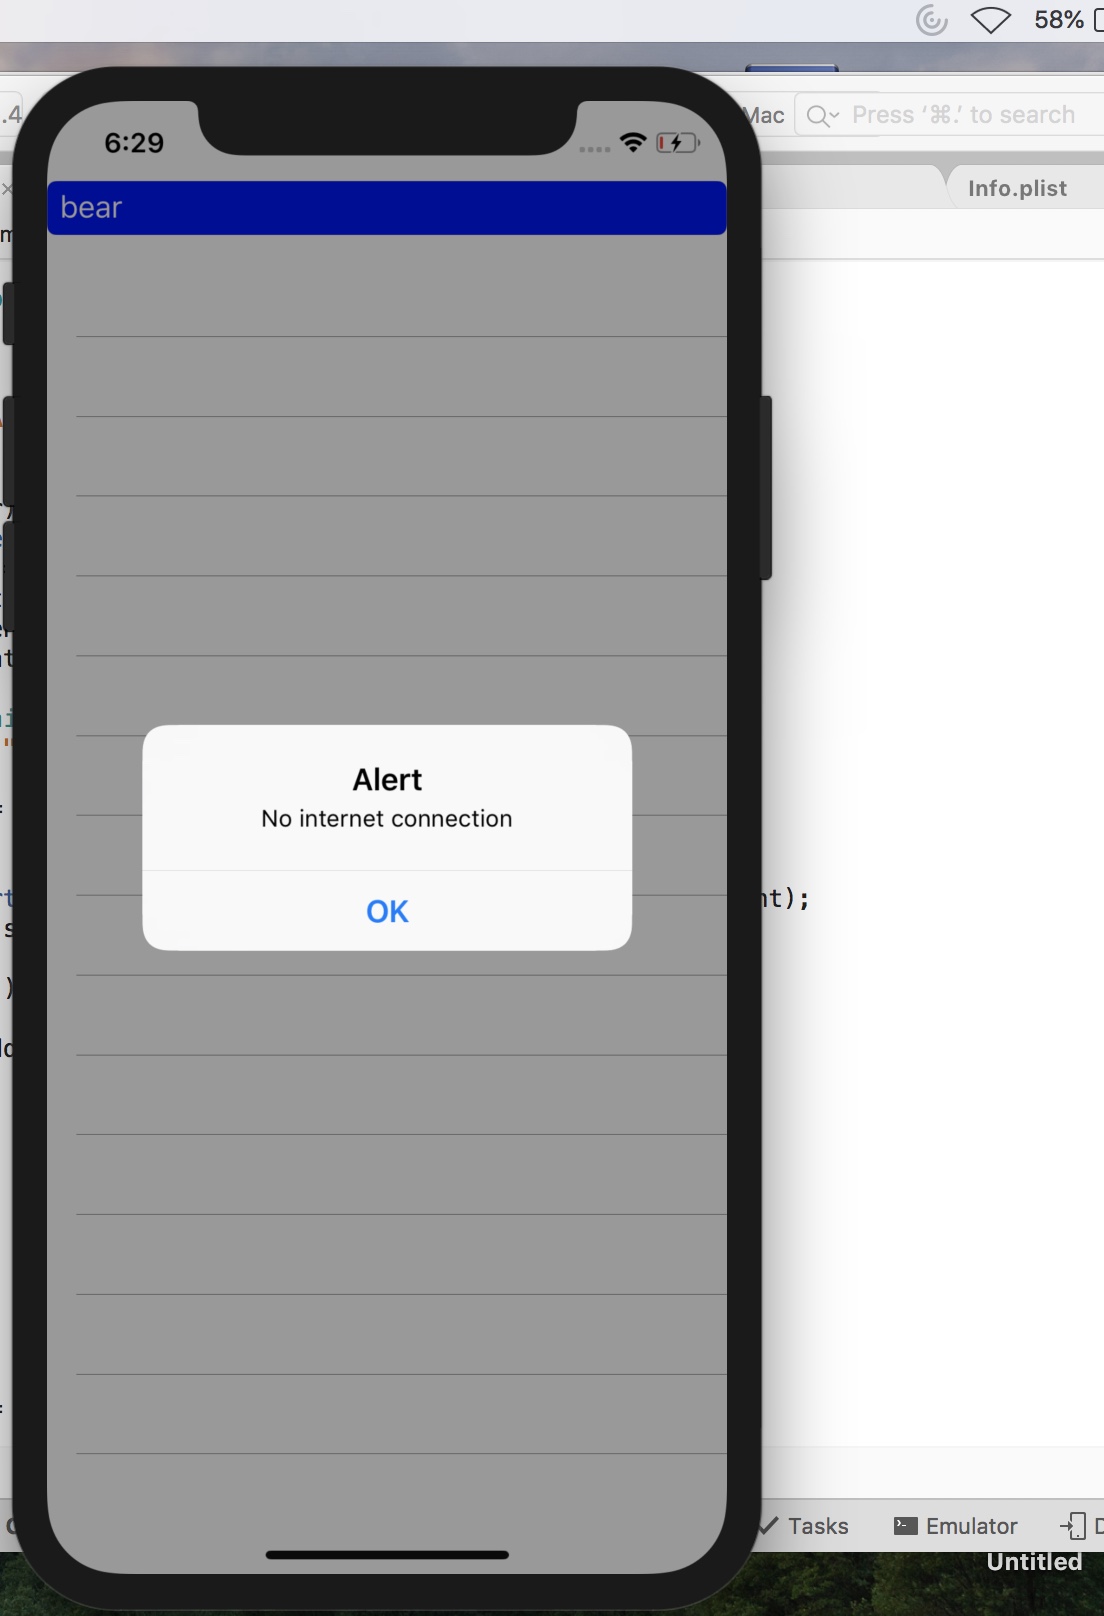 58%
.4
Mac
Press ‘⌘.’ to search
6:29
Info.plist
bear
Alert
No internet connection
OK
nt);
Tasks
Emulator
Untitled